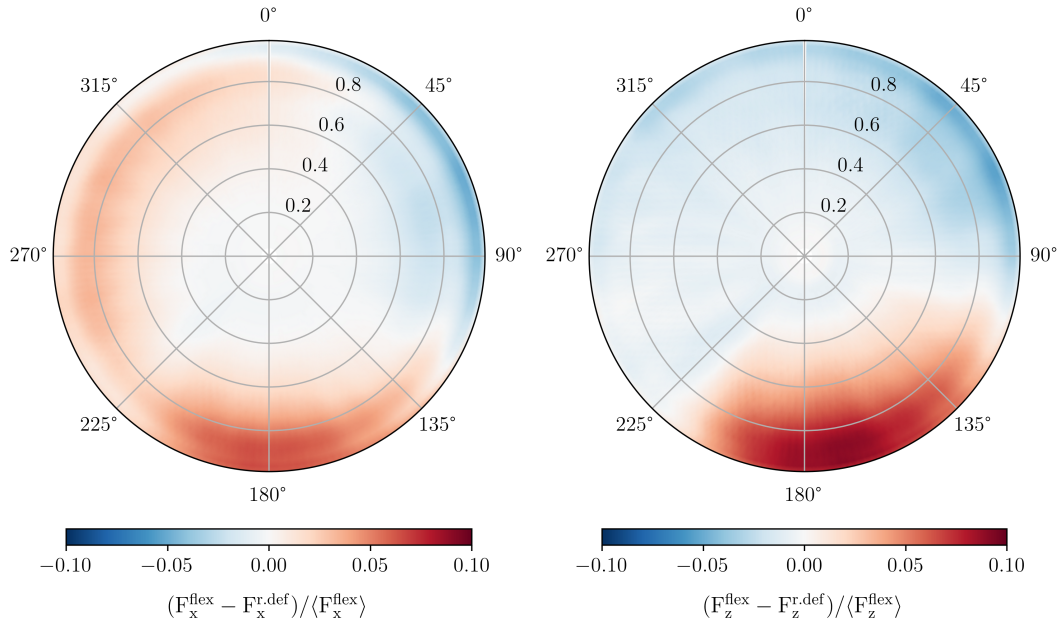 0° 0°
315° 45° 315° 45°
0.8 0.8
0.6 0.6
0.4 0.4
0.2 0.2
270° 90° 270° 90°
225° 135° 225° 135°
180° 180°
−0.10 −0.05 0.00 0.05 0.10 −0.10 −0.05 0.00 0.05 0.10
(F_x^flex − F_x^r.def)/⟨F_x^flex⟩ (F_z^flex − F_z^r.def)/⟨F_z^flex⟩